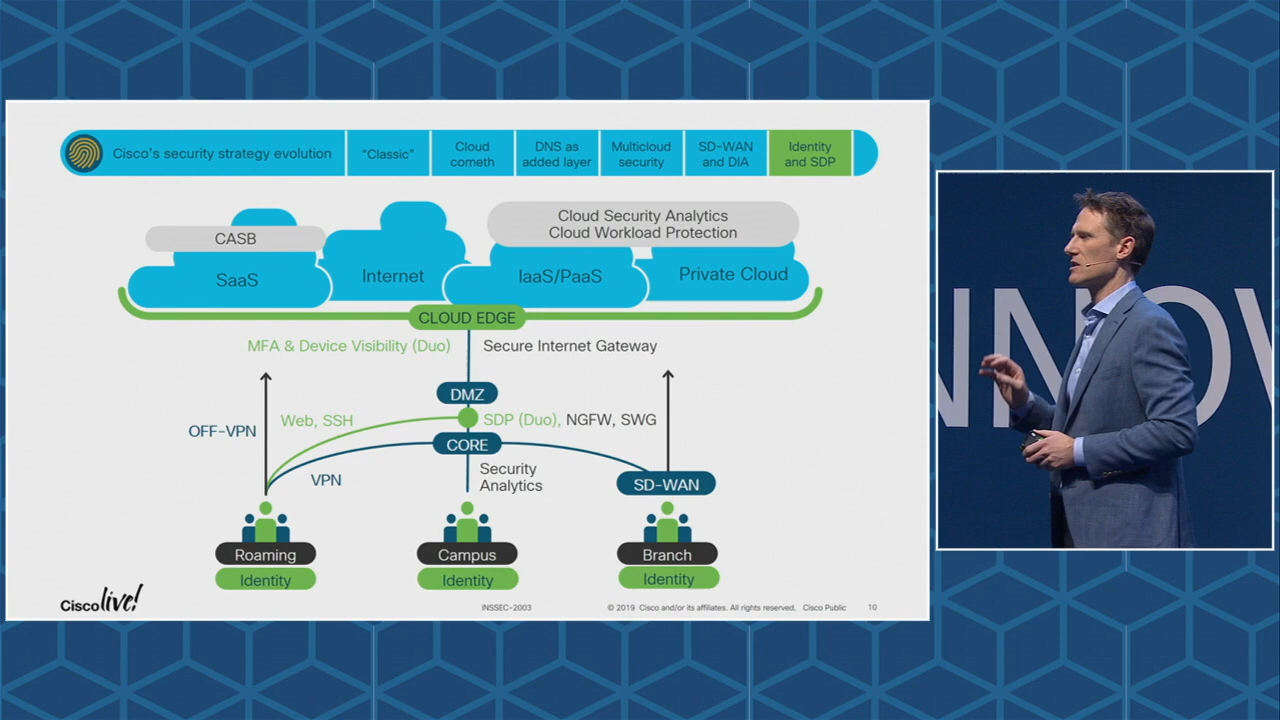 Cisco's security strategy evolution
"Classic"
Cloud
cometh
DNS as
added layer
Multicloud
security
SD-WAN
and DIA
Identity
and SDP
Cloud Security Analytics
Cloud Workload Protection
CASB
SaaS
Internet
IaaS/PaaS
Private Cloud
CLOUD EDGE
MFA & Device Visibility (Duo)
Secure Internet Gateway
DMZ
Web, SSH
SDP (Duo), NGFW, SWG
OFF-VPN
CORE
VPN
Security
Analytics
SD-WAN
Roaming
Campus
Branch
Identity
Identity
Identity
Cisco live!
INSSEC-2003
© 2019 Cisco and/or its affiliates. All rights reserved. Cisco Public
10
NNOV